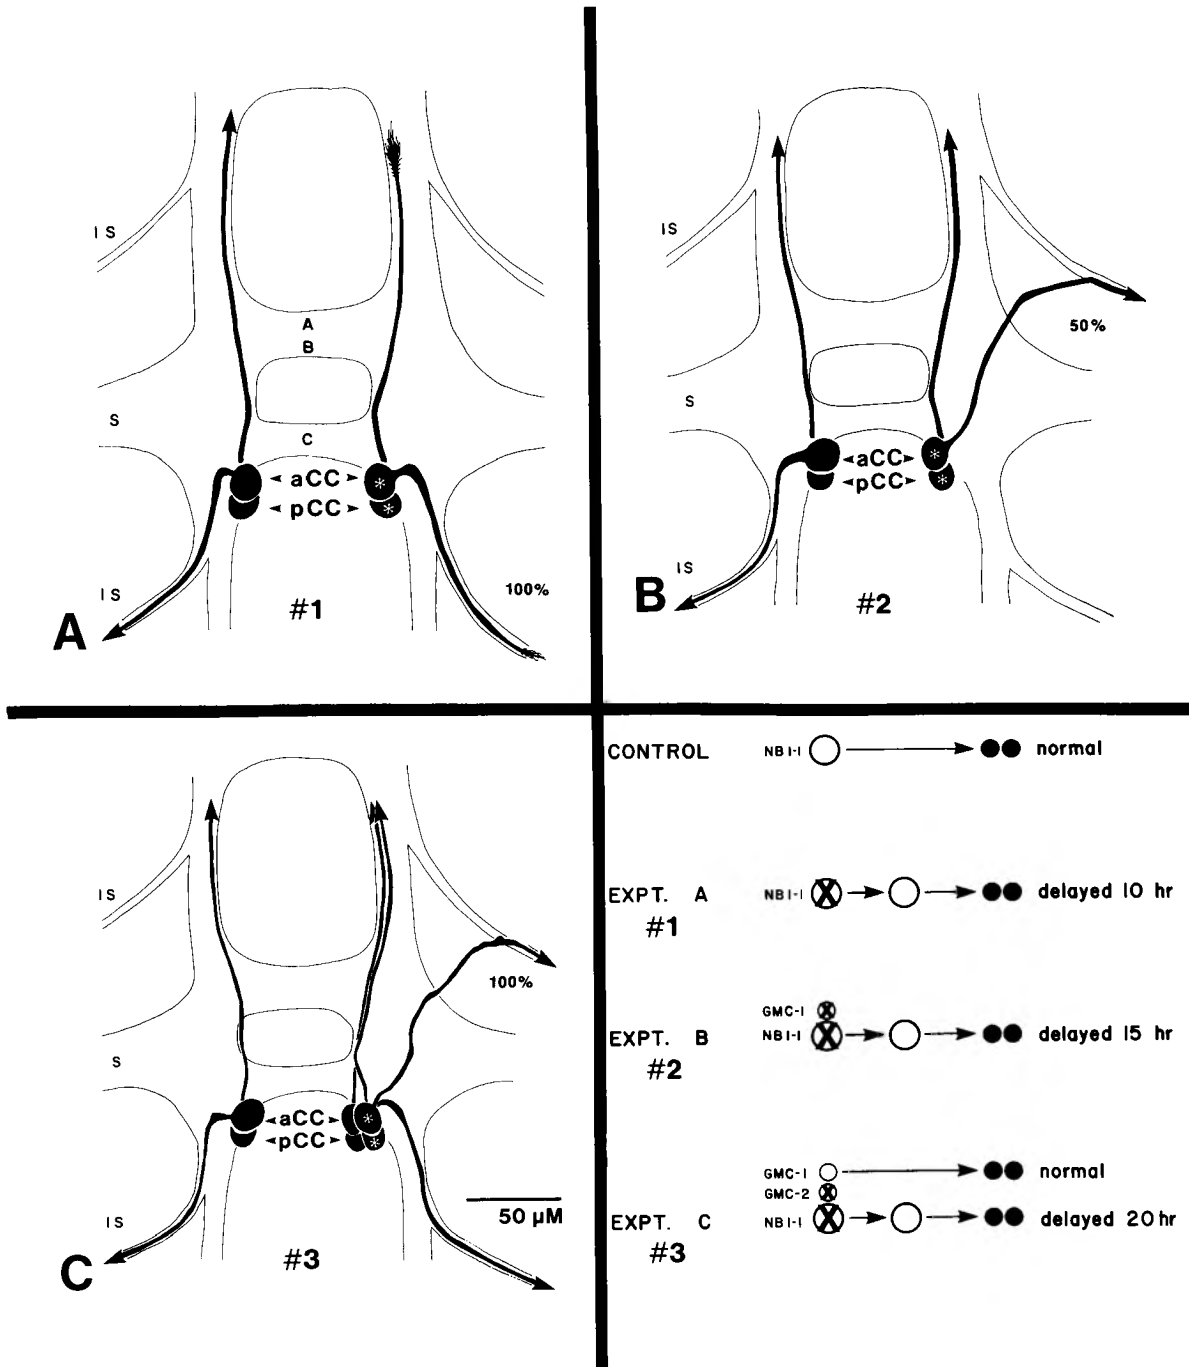 IS
A
B
S
C
◄ aCC ►
* 
◄ pCC ►
*
IS
100%
A
#1
IS
50%
S
◄aCC►
*
◄pCC►
*
IS
B
#2
IS
100%
S
◄aCC►
*
◄pCC►
*
50 µM
IS
C
#3
CONTROL NB1-1 normal
EXPT. A NB1-1 delayed 10 hr
#1
GMC-1
EXPT. B NB1-1 delayed 15 hr
#2
GMC-1 normal
GMC-2
EXPT. C NB1-1 delayed 20 hr
#3